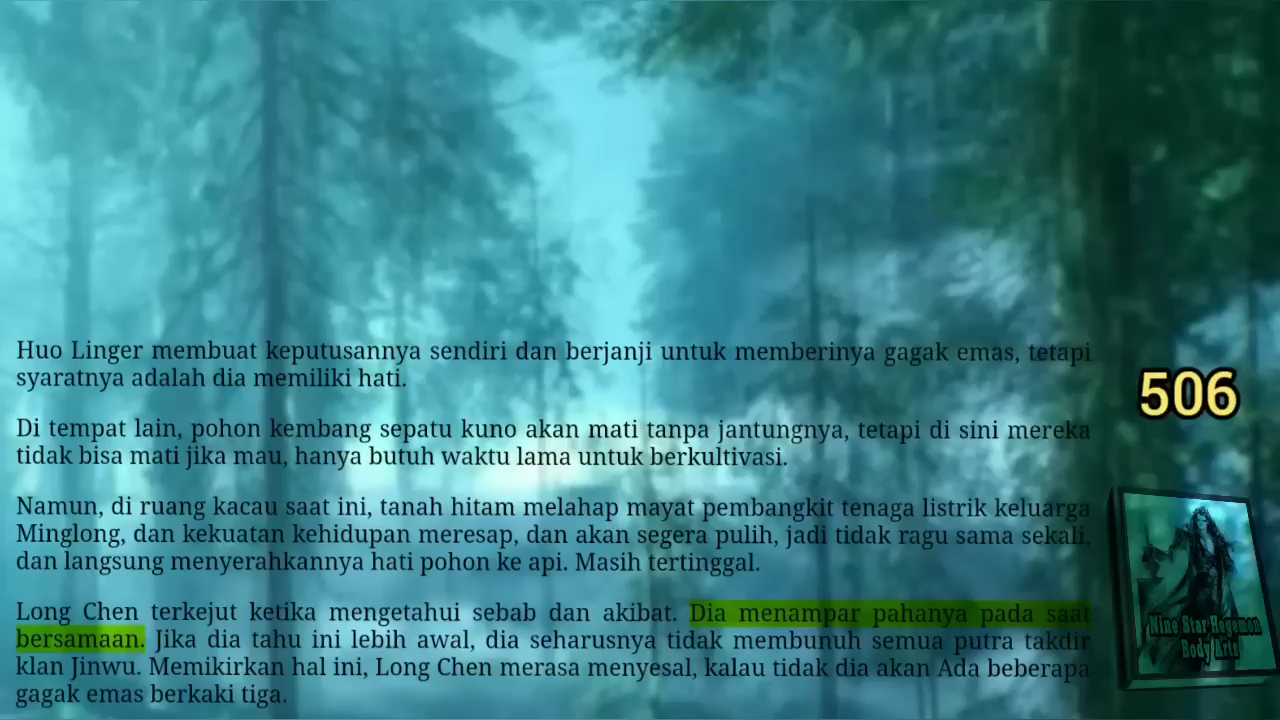 Huo Linger membuat keputusannya sendiri dan berjanji untuk memberinya gagak emas, tetapi
syaratnya adalah dia memiliki hati.
Di tempat lain, pohon kembang sepatu kuno akan mati tanpa jantungnya, tetapi di sini mereka
tidak bisa mati jika mau, hanya butuh waktu lama untuk berkultivasi.
Namun, di ruang kacau saat ini, tanah hitam melahap mayat pembangkit tenaga listrik keluarga
Minglong, dan kekuatan kehidupan meresap, dan akan segera pulih, jadi tidak ragu sama sekali,
dan langsung menyerahkannya hati pohon ke api. Masih tertinggal.
Long Chen terkejut ketika mengetahui sebab dan akibat. Dia menampar pahanya pada saat
bersamaan. Jika dia tahu ini lebih awal, dia seharusnya tidak membunuh semua putra takdir
klan Jinwu. Memikirkan hal ini, Long Chen merasa menyesal, kalau tidak dia akan Ada beberapa
gagak emas berkaki tiga.
506
Nine Star Hegemon
Body Arts